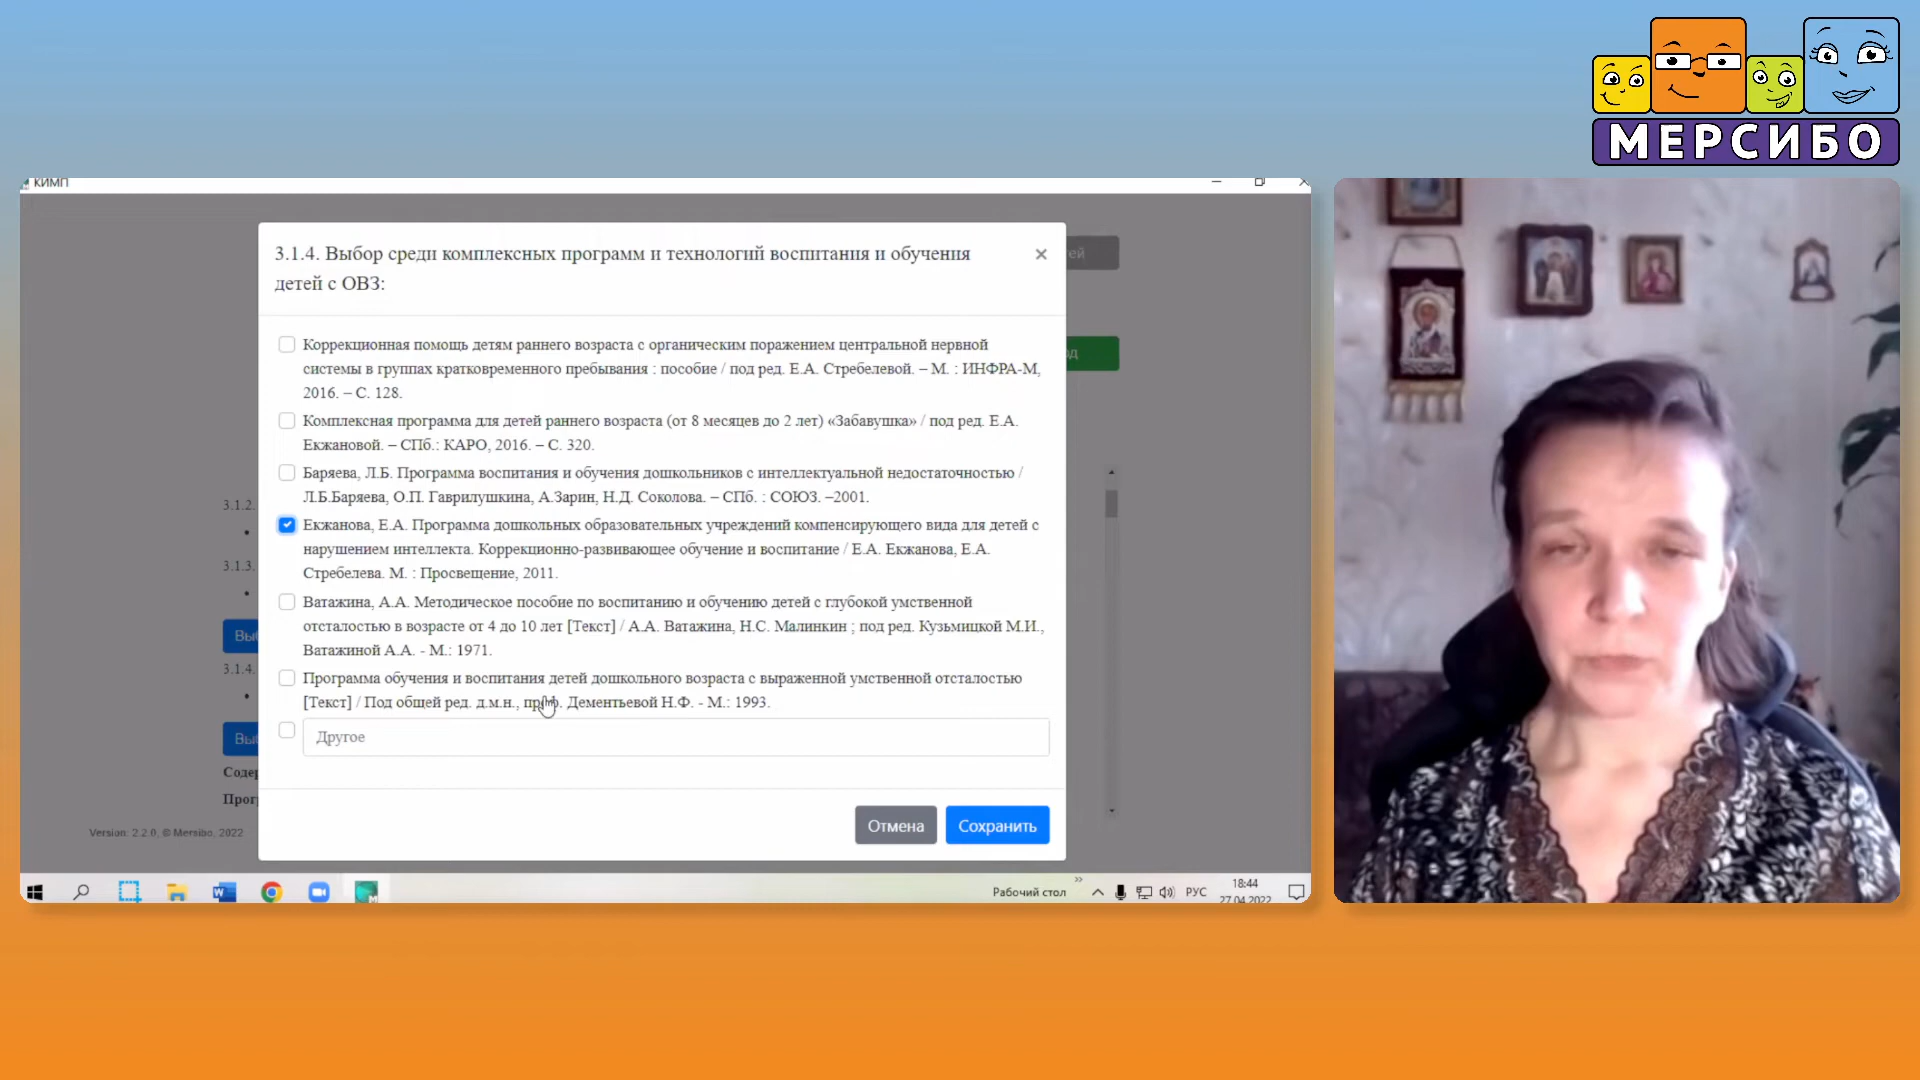 МЕРСИБО
КИМП
3.1.4. Выбор среди комплексных программ и технологий воспитания и обучения
детей с ОВЗ:
×
Коррекционная помощь детям раннего возраста с органическим поражением центральной нервной
системы в группах кратковременного пребывания : пособие / под ред. Е.А. Стребелевой. – М. : ИНФРА-М,
2016. – С. 128.
Комплексная программа для детей раннего возраста (от 8 месяцев до 2 лет) «Забавушка» / под ред. Е.А.
Екжановой. – СПб.: КАРО, 2016. – С. 320.
Баряева, Л.Б. Программа воспитания и обучения дошкольников с интеллектуальной недостаточностью /
Л.Б.Баряева, О.П. Гаврилушкина, А.Зарин, Н.Д. Соколова. – СПб. : СОЮЗ. –2001.
Екжанова, Е.А. Программа дошкольных образовательных учреждений компенсирующего вида для детей с
нарушением интеллекта. Коррекционно-развивающее обучение и воспитание / Е.А. Екжанова, Е.А.
Стребелева. М. : Просвещение, 2011.
Ватажина, А.А. Методическое пособие по воспитанию и обучению детей с глубокой умственной
отсталостью в возрасте от 4 до 10 лет [Текст] / А.А. Ватажина, Н.С. Малинкин ; под ред. Кузьмицкой М.И.,
Ватажиной А.А. - М.: 1971.
Программа обучения и воспитания детей дошкольного возраста с выраженной умственной отсталостью
[Текст] / Под общей ред. д.м.н., проф. Дементьевой Н.Ф. - М.: 1993.
Другое
Отмена Сохранить
3.1.2.
3.1.3.
Вы
3.1.4.
Вы
Содер
Прог
Version: 2.2.0, © Mersibo, 2022
Рабочий стол
РУС
18:44
27.04.2022